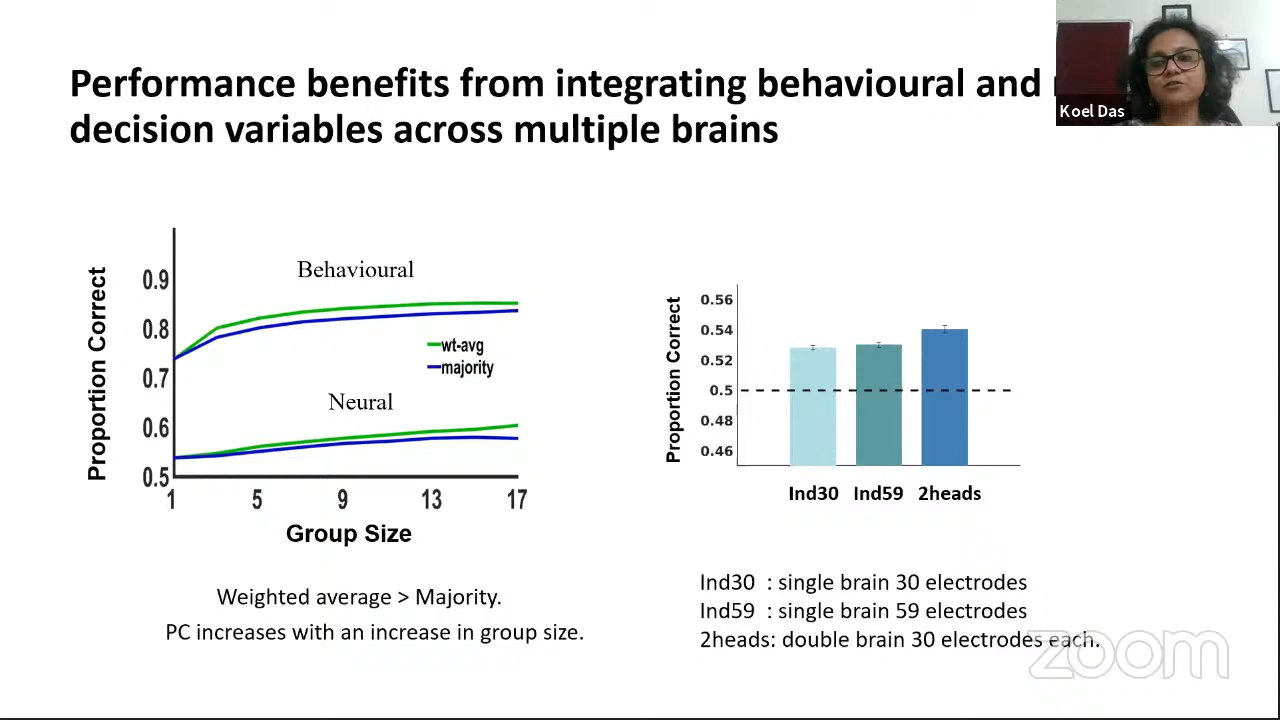 Performance benefits from integrating behavioural and
decision variables across multiple brains
Koel Das
Proportion Correct
0.9
0.8
0.7
0.6
0.5
Behavioural
wt-avg
majority
Neural
1 5 9 13 17
Group Size
Weighted average > Majority.
PC increases with an increase in group size.
Proportion Correct
0.56
0.54
0.52
0.5
0.48
0.46
Ind30 Ind59 2heads
Ind30 : single brain 30 electrodes
Ind59 : single brain 59 electrodes
2heads: double brain 30 electrodes each.
zoom